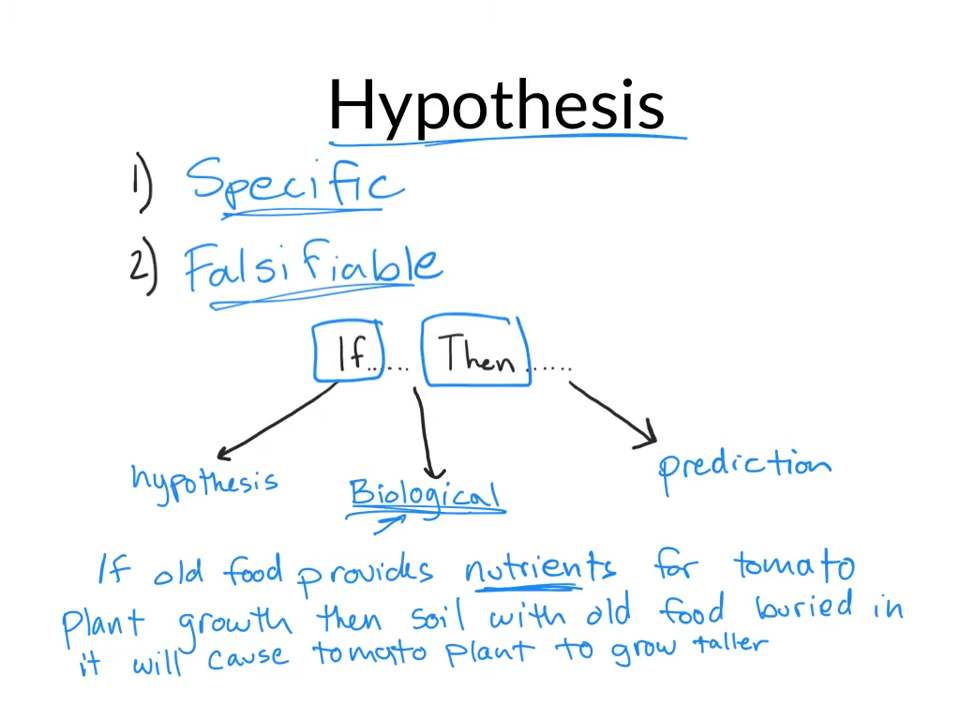 Hypothesis
1) Specific
2) Falsifiable
If..... Then.....
hypothesis
Biological
prediction
If old food provides nutrients for tomato
plant growth then soil with old food buried in
it will cause tomato plant to grow taller